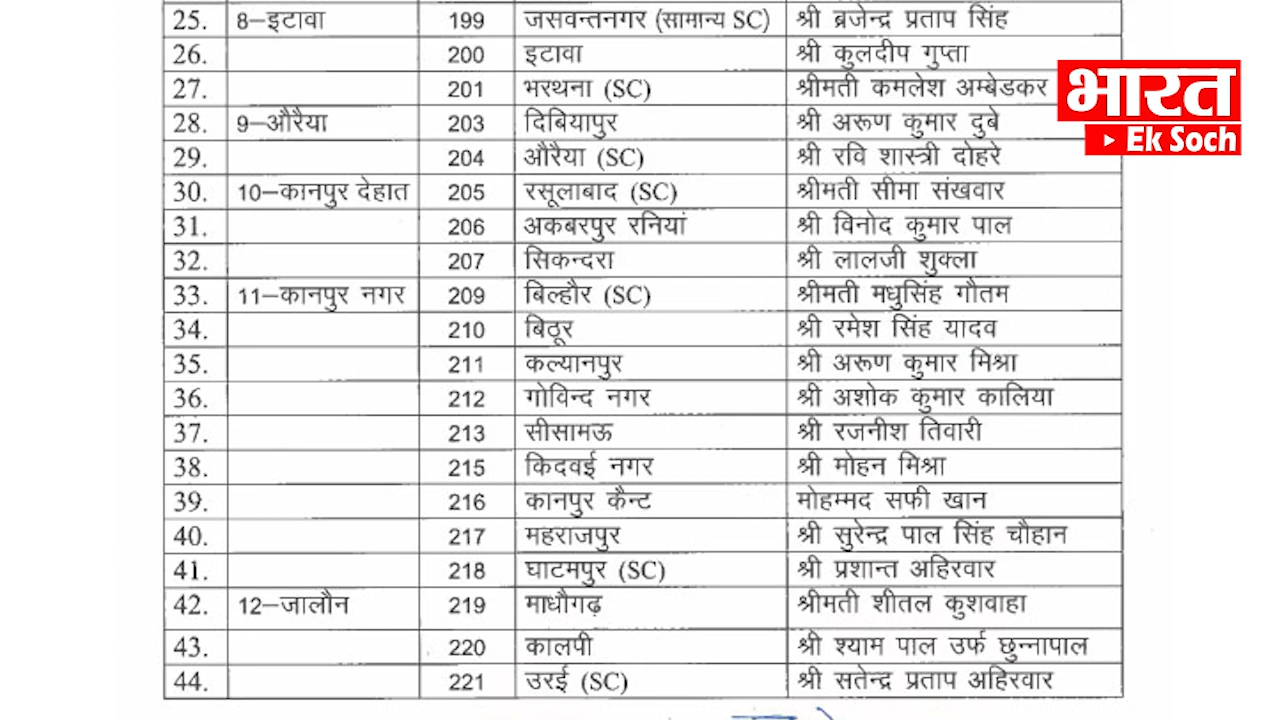 25. 8–इटावा 199 जसवन्तनगर (सामान्य SC) श्री ब्रजेन्द्र प्रताप सिंह
26. 200 इटावा श्री कुलदीप गुप्ता
27. 201 भरथना (SC) श्रीमती कमलेश अम्बेडकर
28. 9–औरैया 203 दिबियापुर श्री अरूण कुमार दुबे
29. 204 औरैया (SC) श्री रवि शास्त्री दोहरे
30. 10–कानपुर देहात 205 रसूलाबाद (SC) श्रीमती सीमा संखवार
31. 206 अकबरपुर रनियां श्री विनोद कुमार पाल
32. 207 सिकन्दरा श्री लालजी शुक्ला
33. 11–कानपुर नगर 209 बिल्हौर (SC) श्रीमती मधुसिंह गौतम
34. 210 बिठूर श्री रमेश सिंह यादव
35. 211 कल्यानपुर श्री अरूण कुमार मिश्रा
36. 212 गोविन्द नगर श्री अशोक कुमार कालिया
37. 213 सीसामऊ श्री रजनीश तिवारी
38. 215 किदवई नगर श्री मोहन मिश्रा
39. 216 कानपुर कैन्ट मोहम्मद सफी खान
40. 217 महराजपुर श्री सुरेन्द्र पाल सिंह चौहान
41. 218 घाटमपुर (SC) श्री प्रशान्त अहिरवार
42. 12–जालौन 219 माधौगढ़ श्रीमती शीतल कुशवाहा
43. 220 कालपी श्री श्याम पाल उर्फ छुन्नापाल
44. 221 उरई (SC) श्री सतेन्द्र प्रताप अहिरवार
भारत
Ek Soch